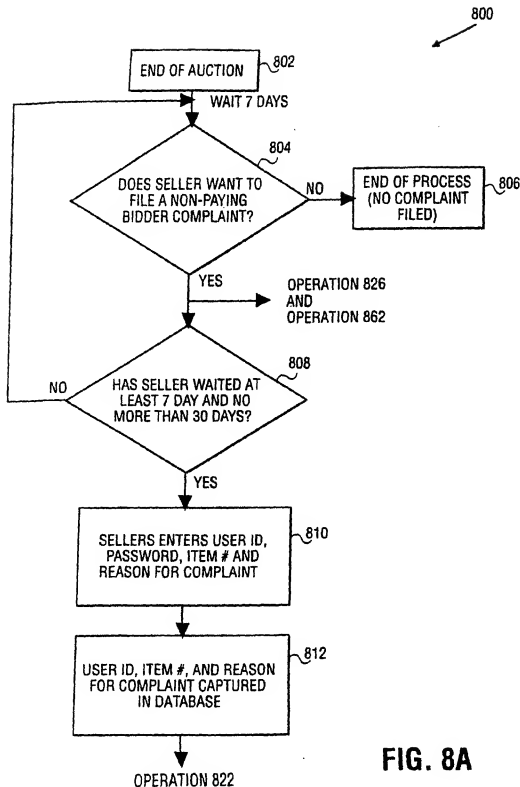 800
END OF AUCTION
802
WAIT 7 DAYS
804
DOES SELLER WANT TO
FILE A NON-PAYING
BIDDER COMPLAINT?
NO
END OF PROCESS
(NO COMPLAINT
FILED)
806
YES
OPERATION 826
AND
OPERATION 862
808
NO
HAS SELLER WAITED AT
LEAST 7 DAY AND NO
MORE THAN 30 DAYS?
YES
SELLERS ENTERS USER ID,
PASSWORD, ITEM # AND
REASON FOR COMPLAINT
810
USER ID, ITEM #, AND REASON
FOR COMPLAINT CAPTURED
IN DATABASE
812
OPERATION 822
FIG. 8A